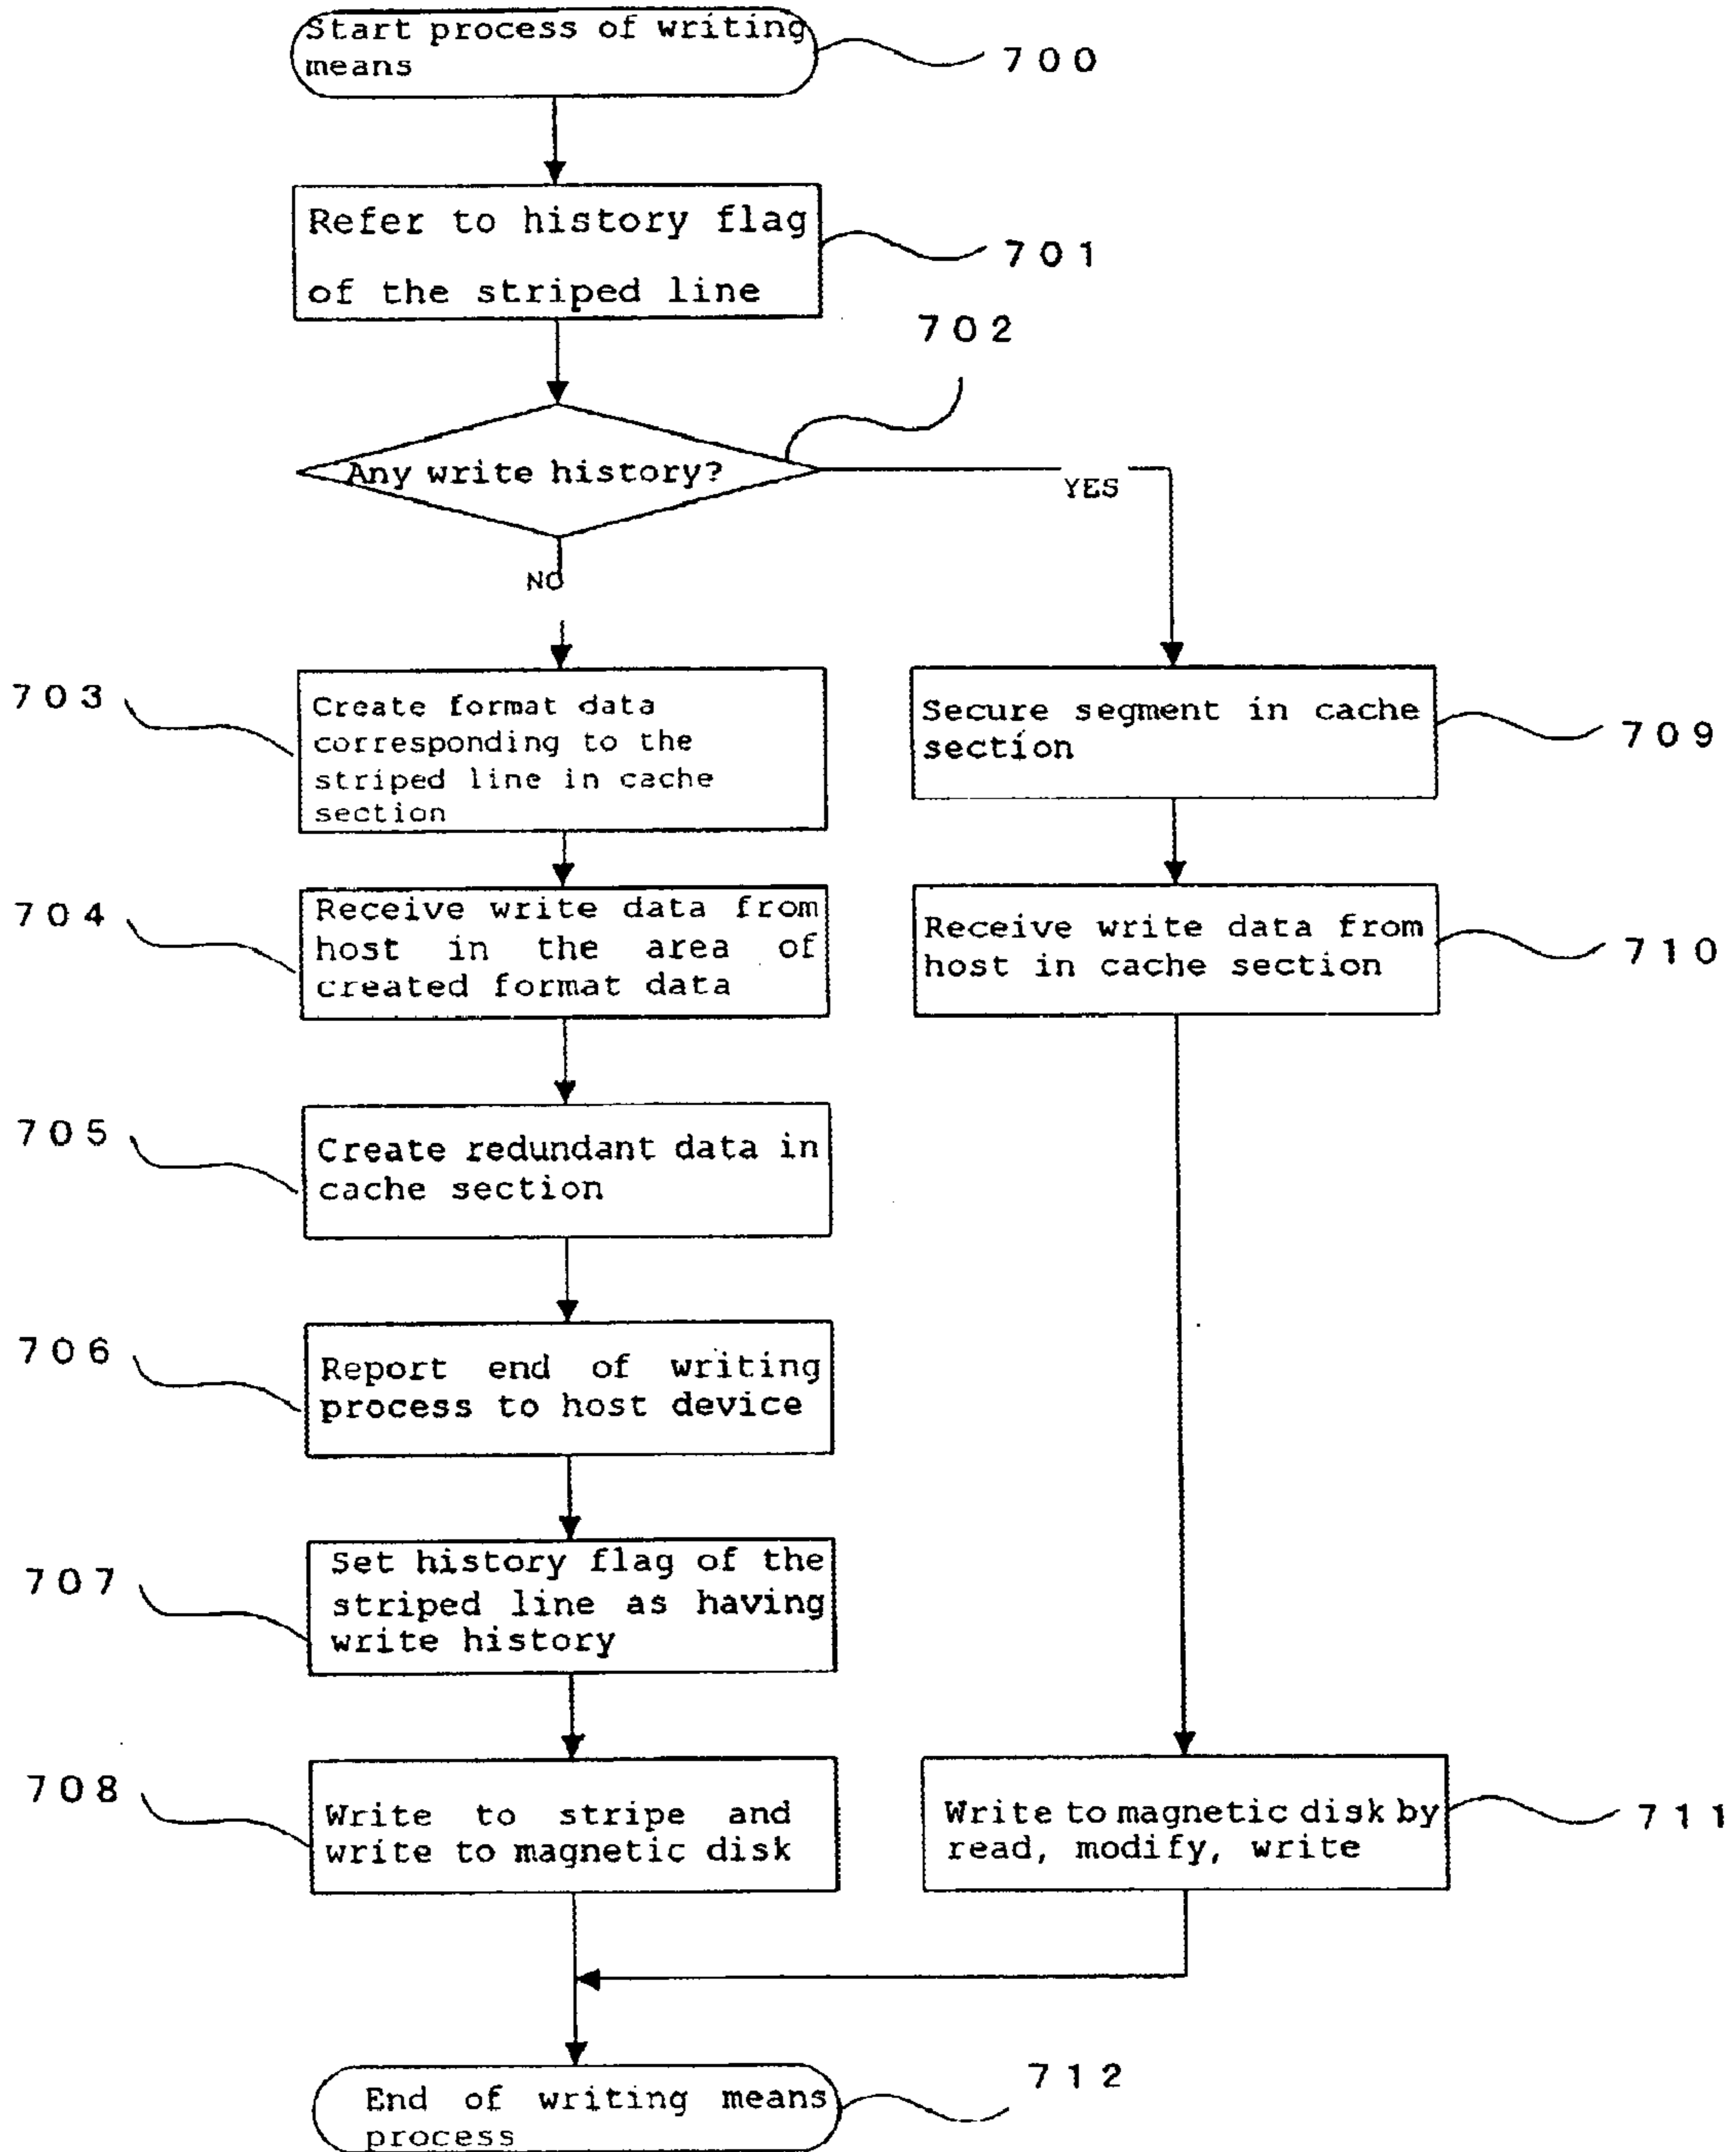 Start process of writing
means
700
Refer to history flag
of the striped line
701
702
Any write history?
YES
NO
703
Create format data
corresponding to the
striped line in cache
section
Secure segment in cache
section
709
704
Receive write data from
host in the area of
created format data
Receive write data from
host in cache section
710
705
Create redundant data in
cache section
706
Report end of writing
process to host device
707
Set history flag of the
striped line as having
write history
708
Write to stripe and
write to magnetic disk
Write to magnetic disk by
read, modify, write
711
End of writing means
process
712